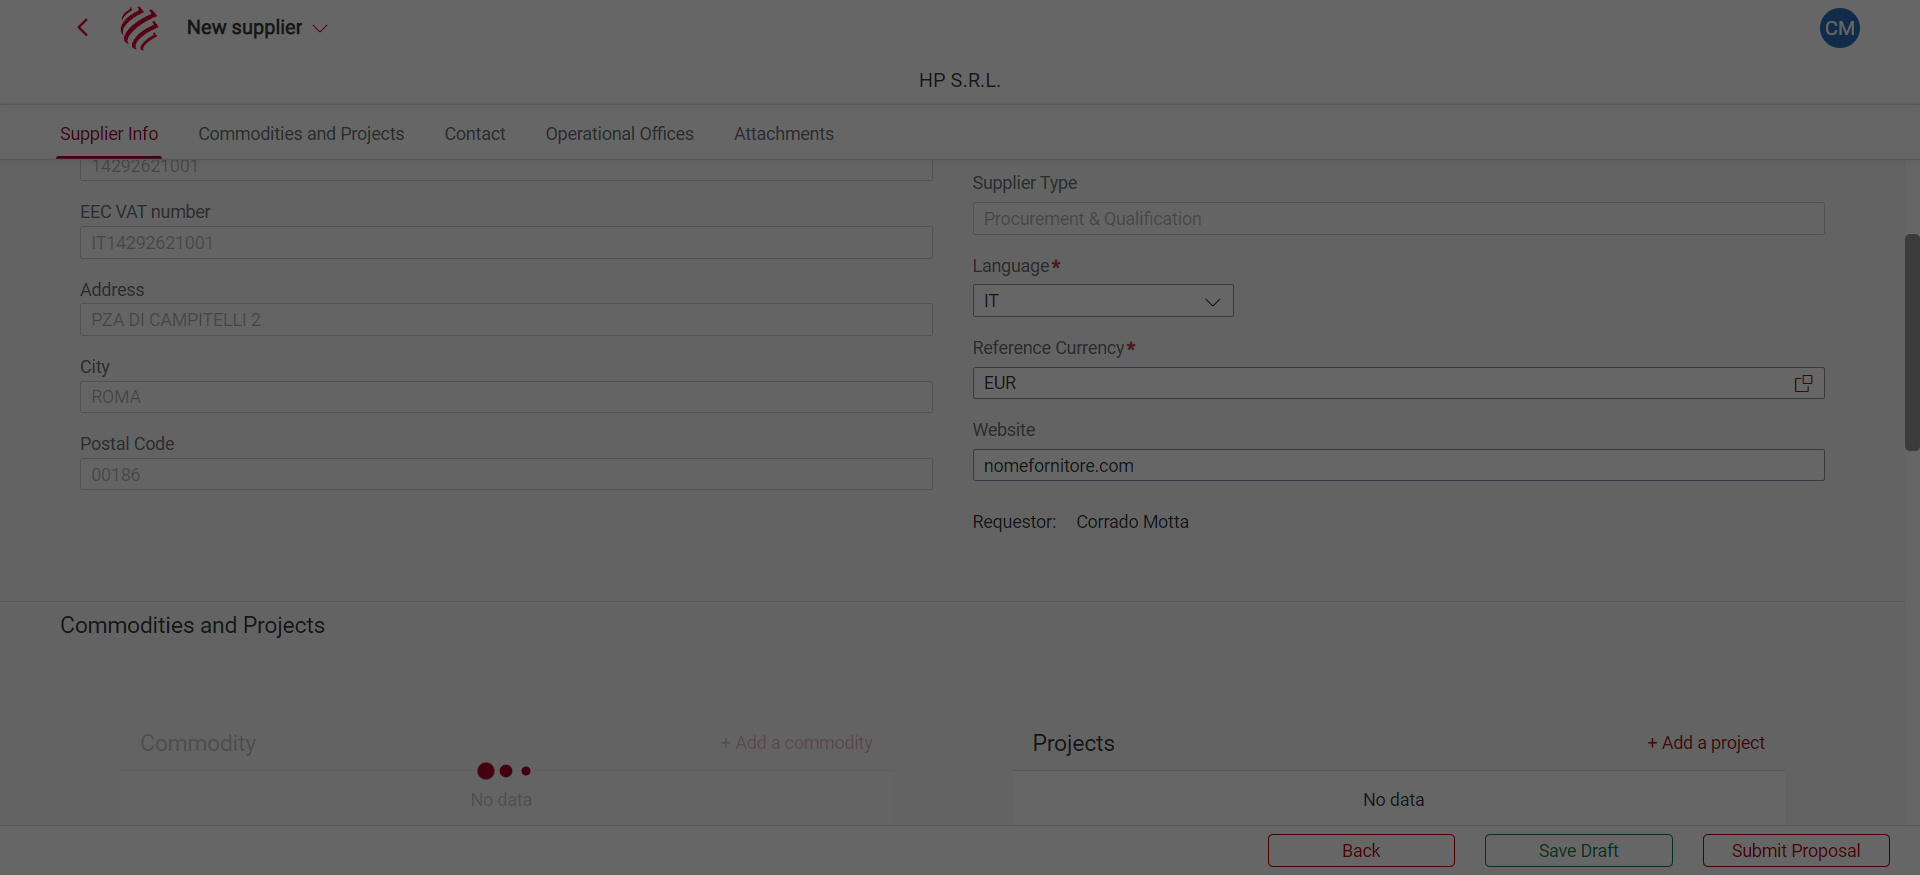 New supplier
CM
HP S.R.L.
Supplier Info
Commodities and Projects
Contact
Operational Offices
Attachments
14292621001
EEC VAT number
IT14292621001
Address
PZA DI CAMPITELLI 2
City
ROMA
Postal Code
00186
Supplier Type
Procurement & Qualification
Language*
IT
Reference Currency*
EUR
Website
nomefornitore.com
Requestor: Corrado Motta
Commodities and Projects
Commodity
+ Add a commodity
No data
Projects
+ Add a project
No data
Back
Save Draft
Submit Proposal